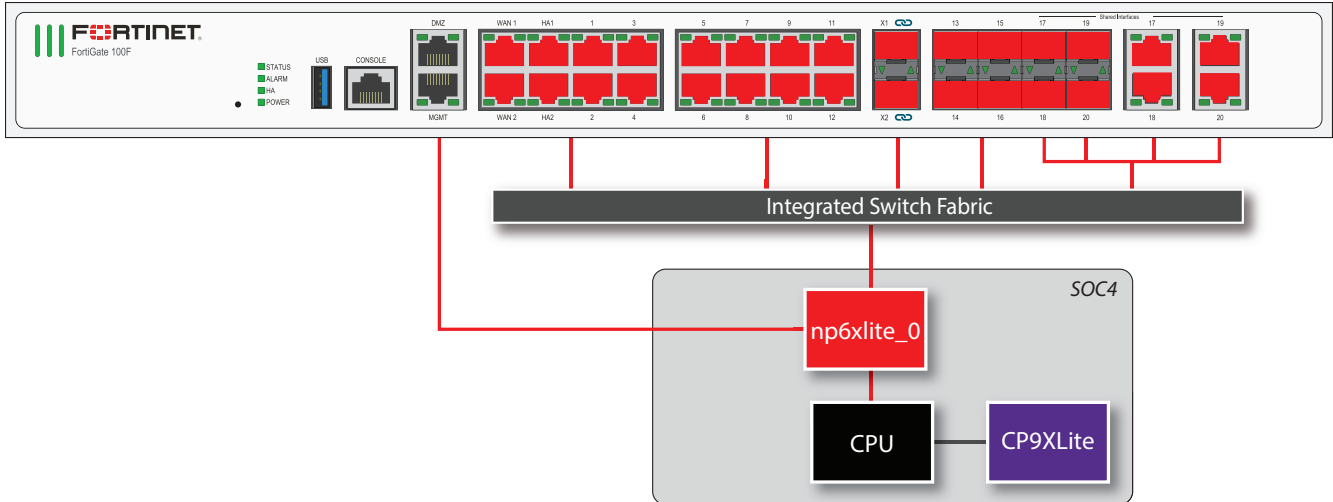 FORTINET.
FortiGate 100F
STATUS
ALARM
HA
POWER
USB
CONSOLE
DMZ
MGMT
WAN 1 HA1 1 3
WAN 2 HA2 2 4
5 7 9 11
6 8 10 12
X1
X2
Shared Interfaces
13 15 17 19 17 19
14 16 18 20 18 20
Integrated Switch Fabric
SOC4
np6xlite_0
CPU
CP9XLite